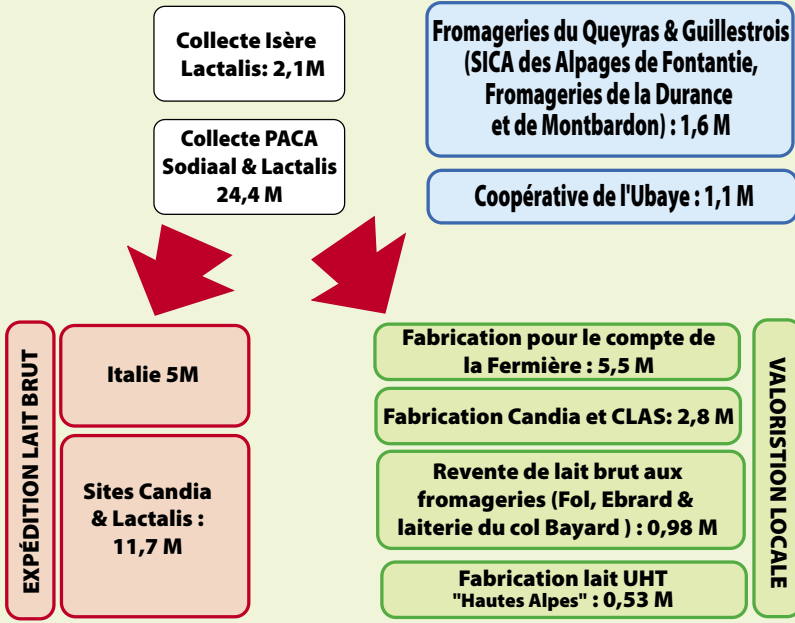 Collecte Isère
Lactalis: 2,1M
Collecte PACA
Sodiaal & Lactalis
24,4 M
Fromageries du Queyras & Guillestrois
(SICA des Alpages de Fontantie,
Fromageries de la Durance
et de Montbardon) : 1,6 M
Coopérative de l'Ubaye : 1,1 M
EXPÉDITION LAIT BRUT
Italie 5M
Sites Candia
& Lactalis :
11,7 M
Fabrication pour le compte de
la Fermière : 5,5 M
Fabrication Candia et CLAS: 2,8 M
Revente de lait brut aux
fromageries (Fol, Ebrard &
laiterie du col Bayard ) : 0,98 M
Fabrication lait UHT
"Hautes Alpes" : 0,53 M
VALORISTION LOCALE